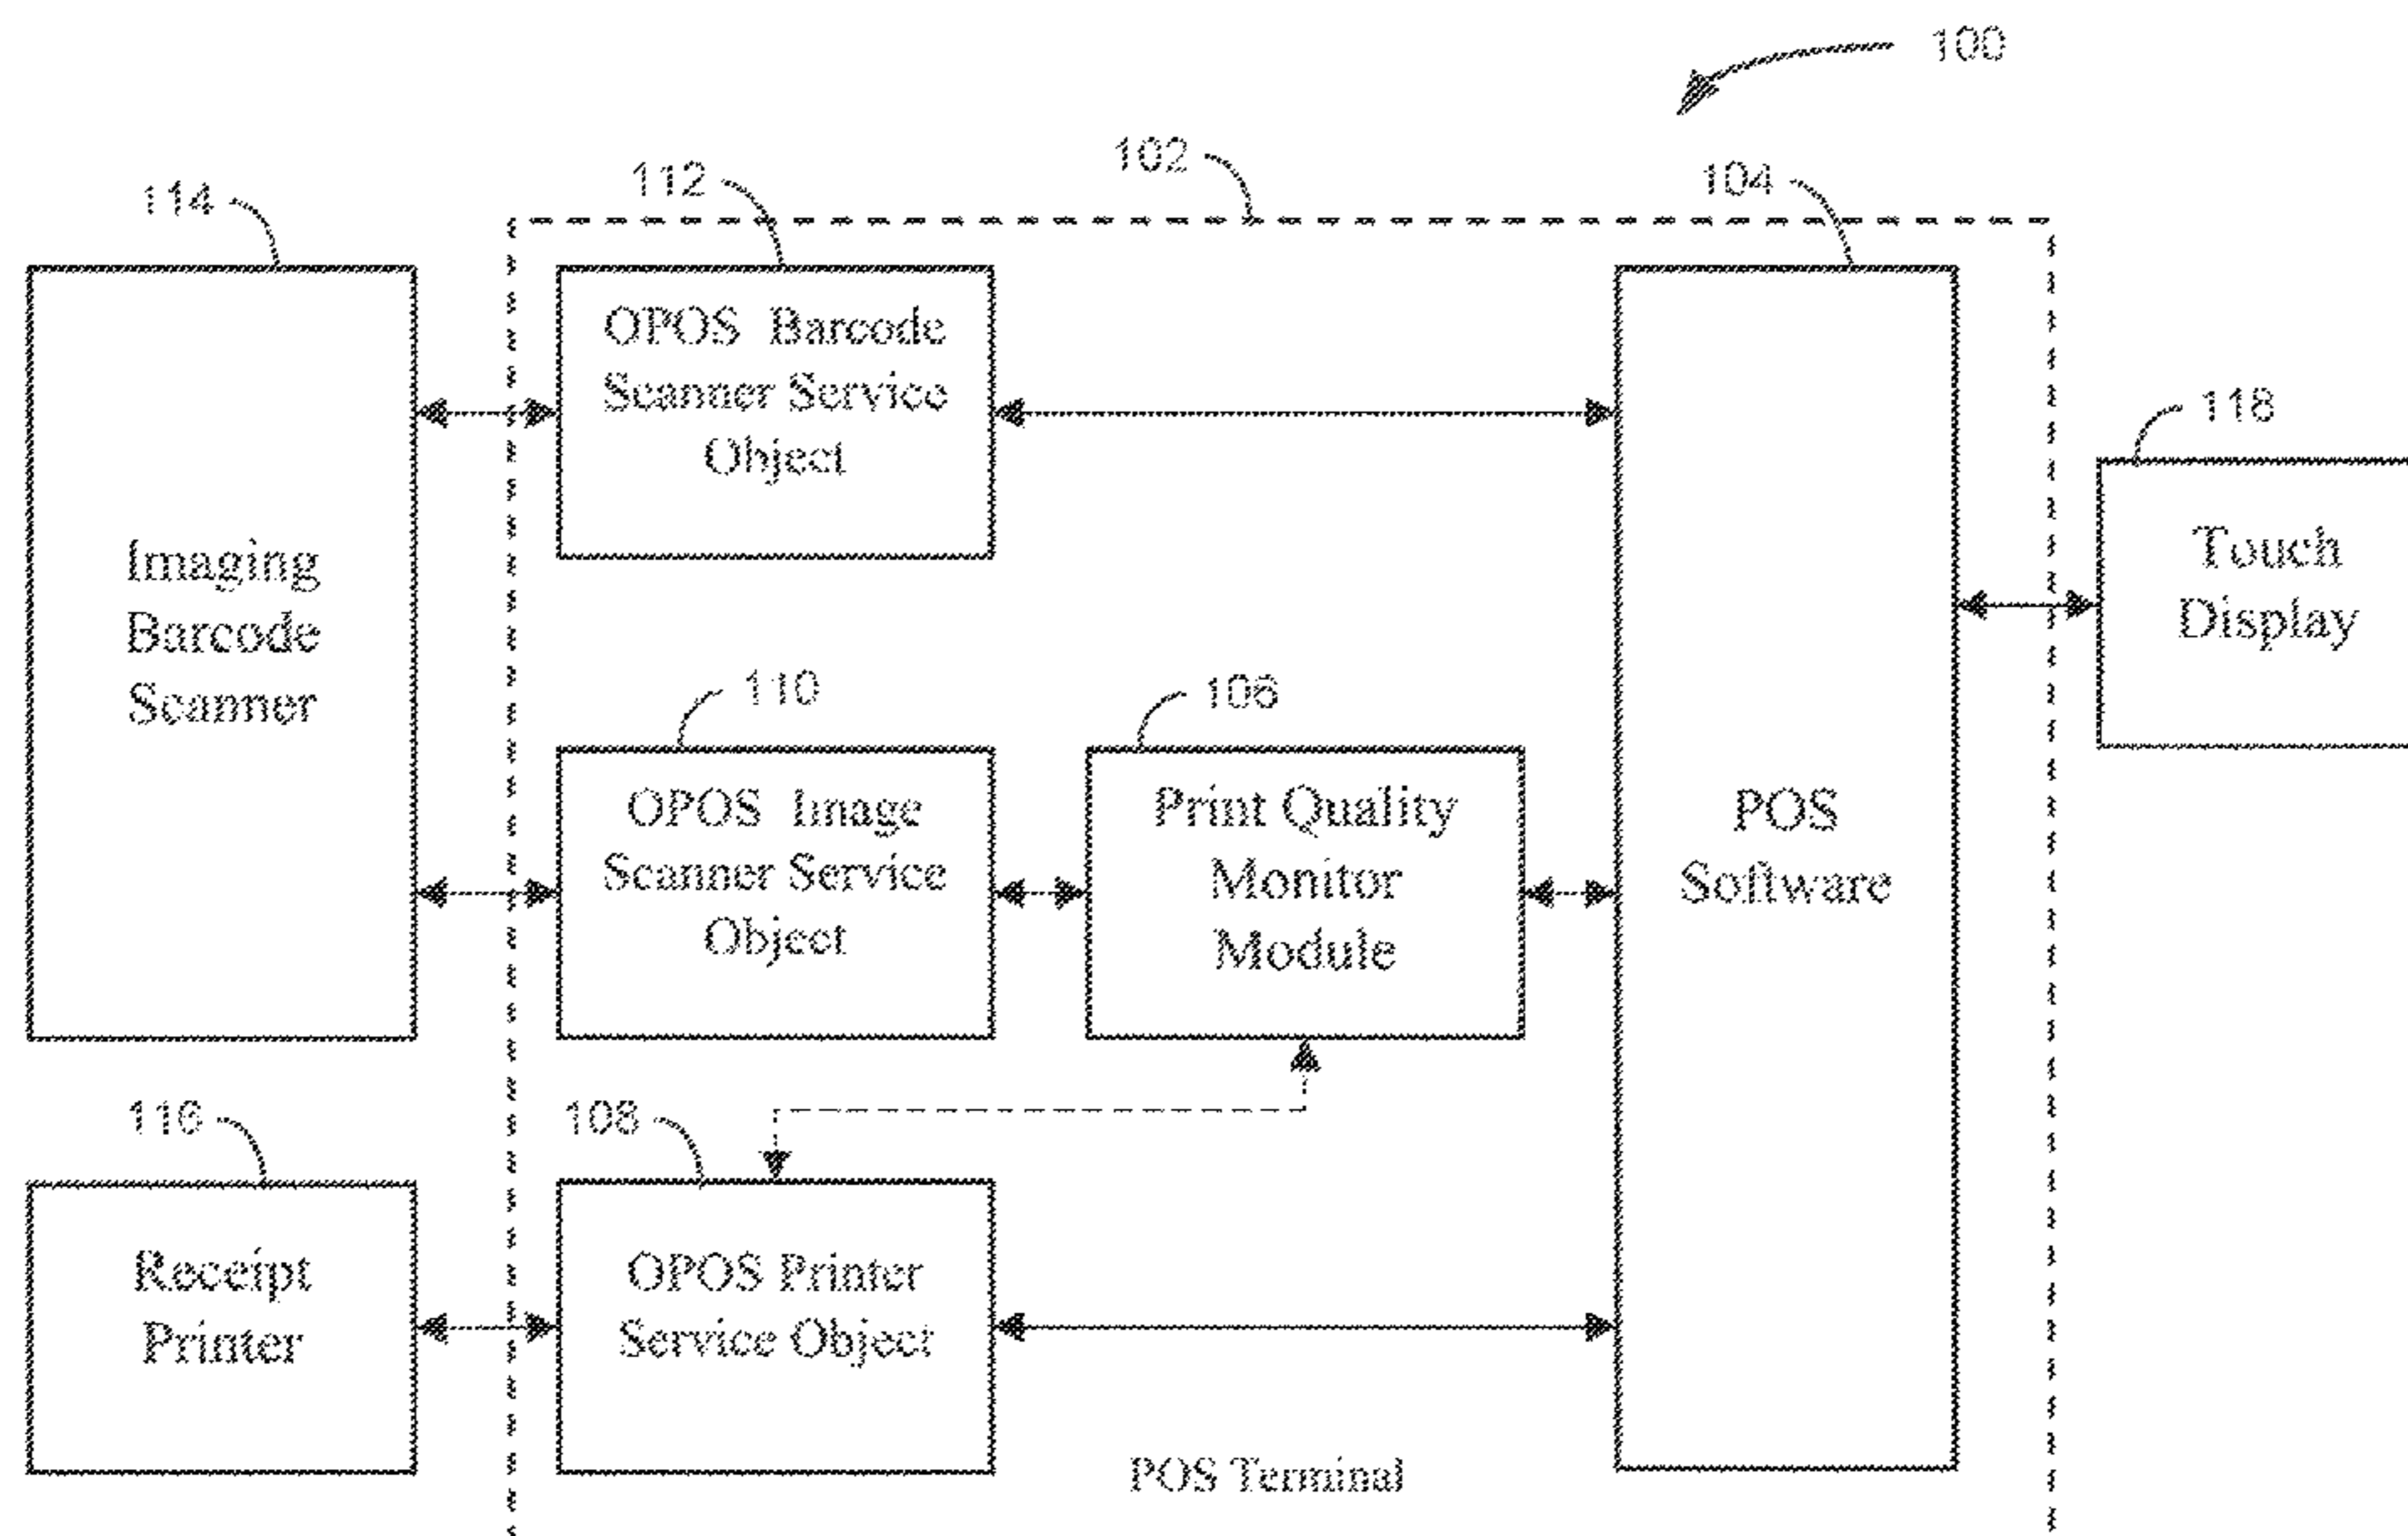 100
102
112
104
114
OPOS Barcode
Scanner Service
Object
118
Imaging
Barcode
Scanner
Touch
Display
110
106
OPOS Image
Scanner Service
Object
Print Quality
Monitor
Module
POS
Software
116
108
Receipt
Printer
OPOS Printer
Service Object
POS Terminal